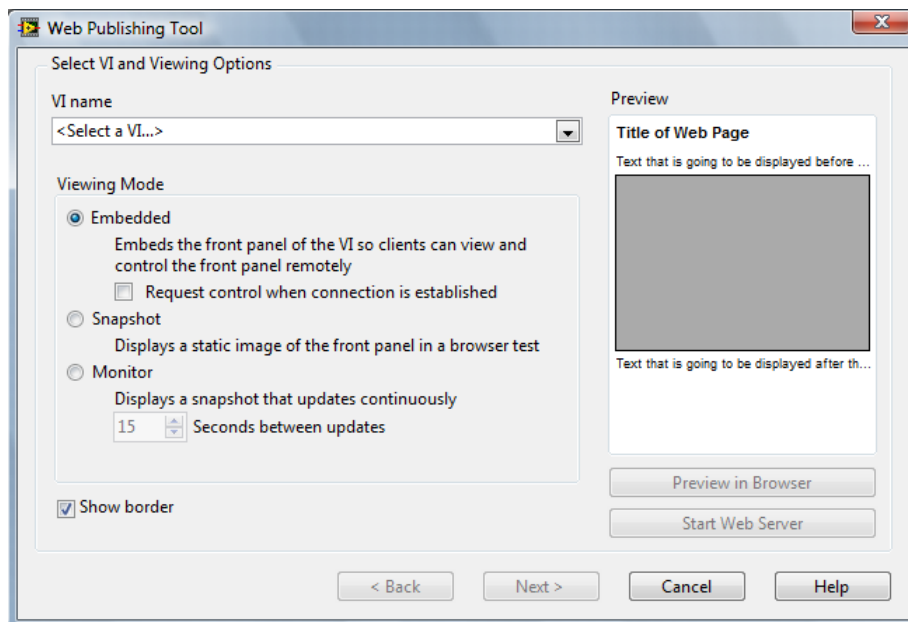 Web Publishing Tool
Select VI and Viewing Options
VI name
<Select a VI...>
Viewing Mode
Embedded
Embeds the front panel of the VI so clients can view and
control the front panel remotely
Request control when connection is established
Snapshot
Displays a static image of the front panel in a browser test
Monitor
Displays a snapshot that updates continuously
15 Seconds between updates
Show border
Preview
Title of Web Page
Text that is going to be displayed before ...
Text that is going to be displayed after th...
Preview in Browser
Start Web Server
< Back
Next >
Cancel
Help